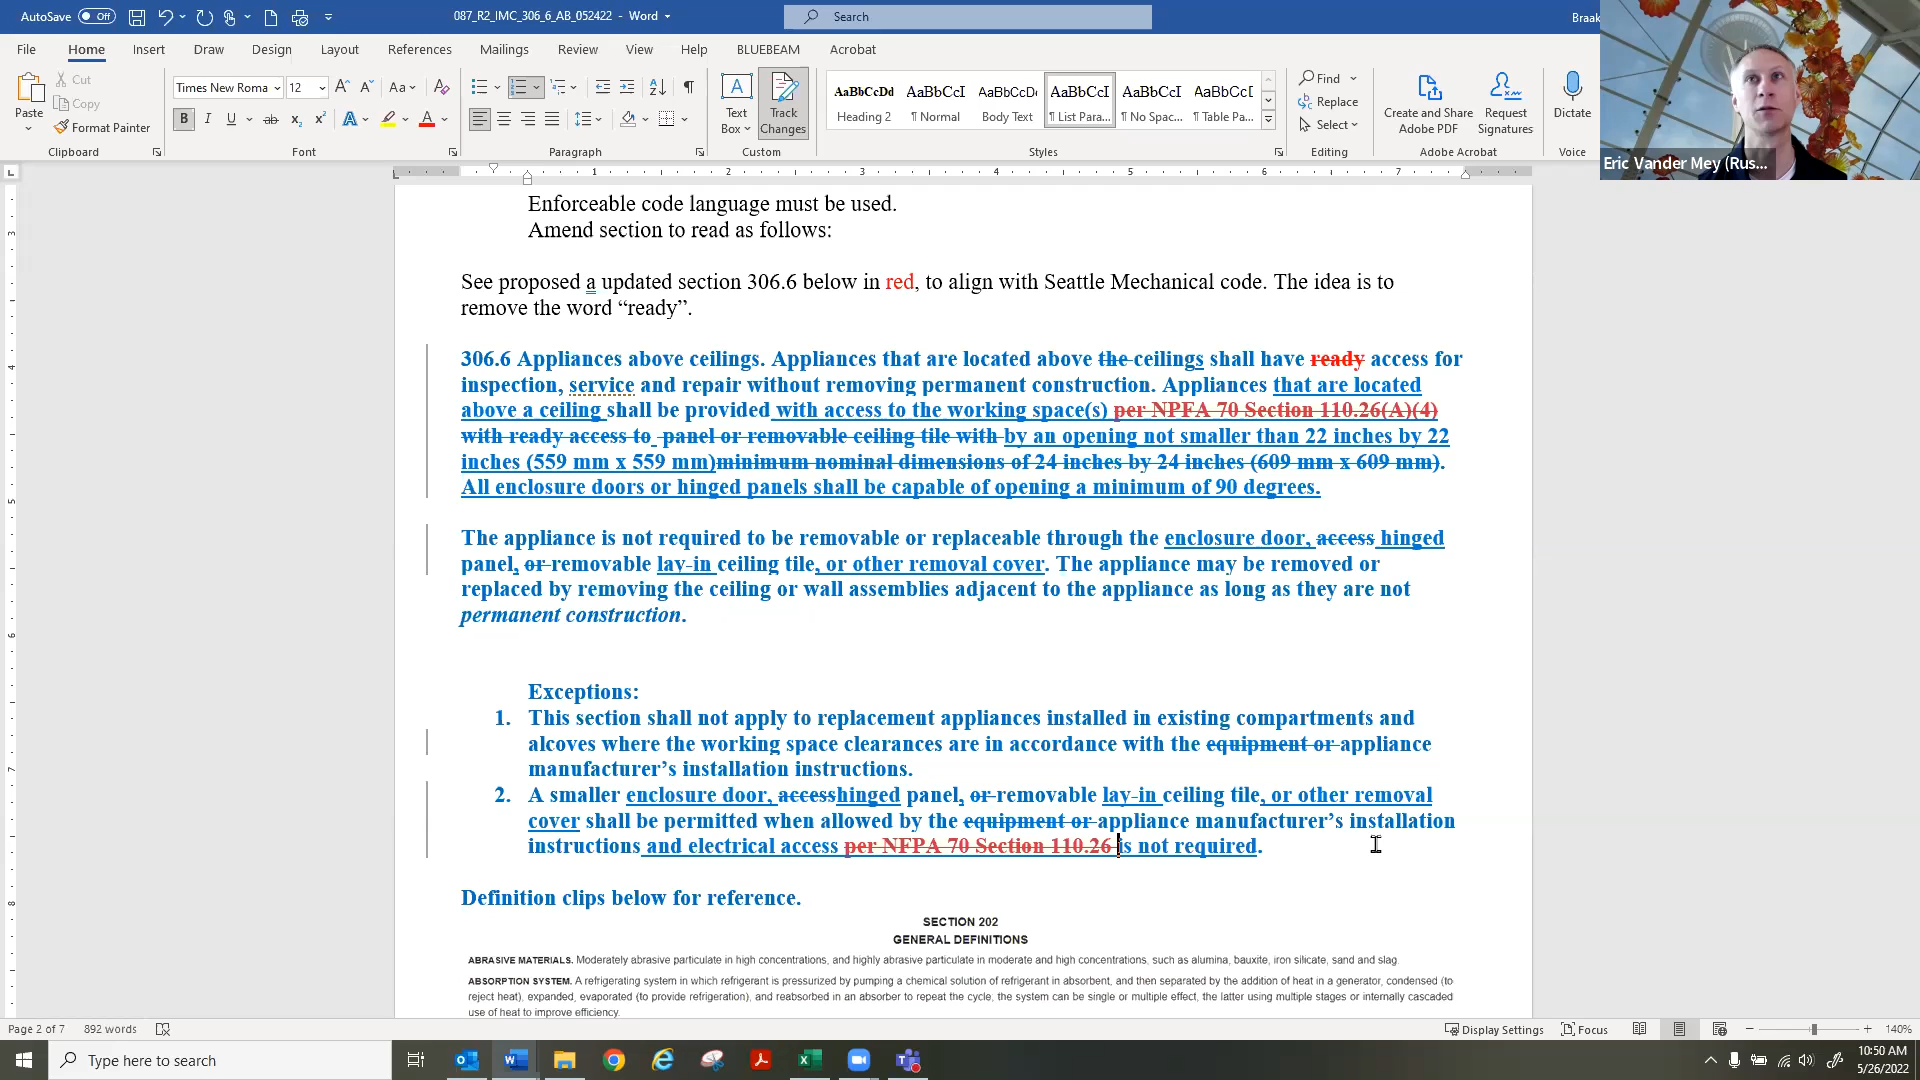 AutoSave Off 087_R2_IMC_306_6_AB_052422 - Word Search Braak
File Home Insert Draw Design Layout References Mailings Review View Help BLUEBEAM Acrobat
Paste Cut Copy Format Painter
Times New Roma 12 Aa
Text Box Track Changes
AaBbCcDd AaBbCcI AaBbCcDc AaBbCcI AaBbCcI AaBbCcI
Heading 2 ¶ Normal Body Text ¶ List Para... ¶ No Spac... ¶ Table Pa...
Find Replace Select
Create and Share Adobe PDF Request Signatures Dictate
Clipboard Font Paragraph Custom Styles Editing Adobe Acrobat Voice
Eric Vander Mey (Rus...
1 2 3 4 5 6 7
Enforceable code language must be used.
Amend section to read as follows:
See proposed a updated section 306.6 below in red, to align with Seattle Mechanical code. The idea is to
remove the word “ready”.
306.6 Appliances above ceilings. Appliances that are located above the ceilings shall have ready access for
inspection, service and repair without removing permanent construction. Appliances that are located
above a ceiling shall be provided with access to the working space(s) per NPFA 70 Section 110.26(A)(4)
with ready access to panel or removable ceiling tile with by an opening not smaller than 22 inches by 22
inches (559 mm x 559 mm)minimum nominal dimensions of 24 inches by 24 inches (609 mm x 609 mm).
All enclosure doors or hinged panels shall be capable of opening a minimum of 90 degrees.
The appliance is not required to be removable or replaceable through the enclosure door, access hinged
panel, or removable lay-in ceiling tile, or other removal cover. The appliance may be removed or
replaced by removing the ceiling or wall assemblies adjacent to the appliance as long as they are not
permanent construction.
Exceptions:
1. This section shall not apply to replacement appliances installed in existing compartments and
alcoves where the working space clearances are in accordance with the equipment or appliance
manufacturer’s installation instructions.
2. A smaller enclosure door, accesshinged panel, or removable lay-in ceiling tile, or other removal
cover shall be permitted when allowed by the equipment or appliance manufacturer’s installation
instructions and electrical access per NFPA 70 Section 110.26 is not required.
Definition clips below for reference.
SECTION 202
GENERAL DEFINITIONS
ABRASIVE MATERIALS. Moderately abrasive particulate in high concentrations, and highly abrasive particulate in moderate and high concentrations, such as alumina, bauxite, iron silicate, sand and slag.
ABSORPTION SYSTEM. A refrigerating system in which refrigerant is pressurized by pumping a chemical solution of refrigerant in absorbent, and then separated by the addition of heat in a generator, condensed (to
reject heat), expanded, evaporated (to provide refrigeration), and reabsorbed in an absorber to repeat the cycle; the system can be single or multiple effect, the latter using multiple stages or internally cascaded
use of heat to improve efficiency.
Page 2 of 7 892 words Display Settings Focus 140%
Type here to search 10:50 AM
5/26/2022